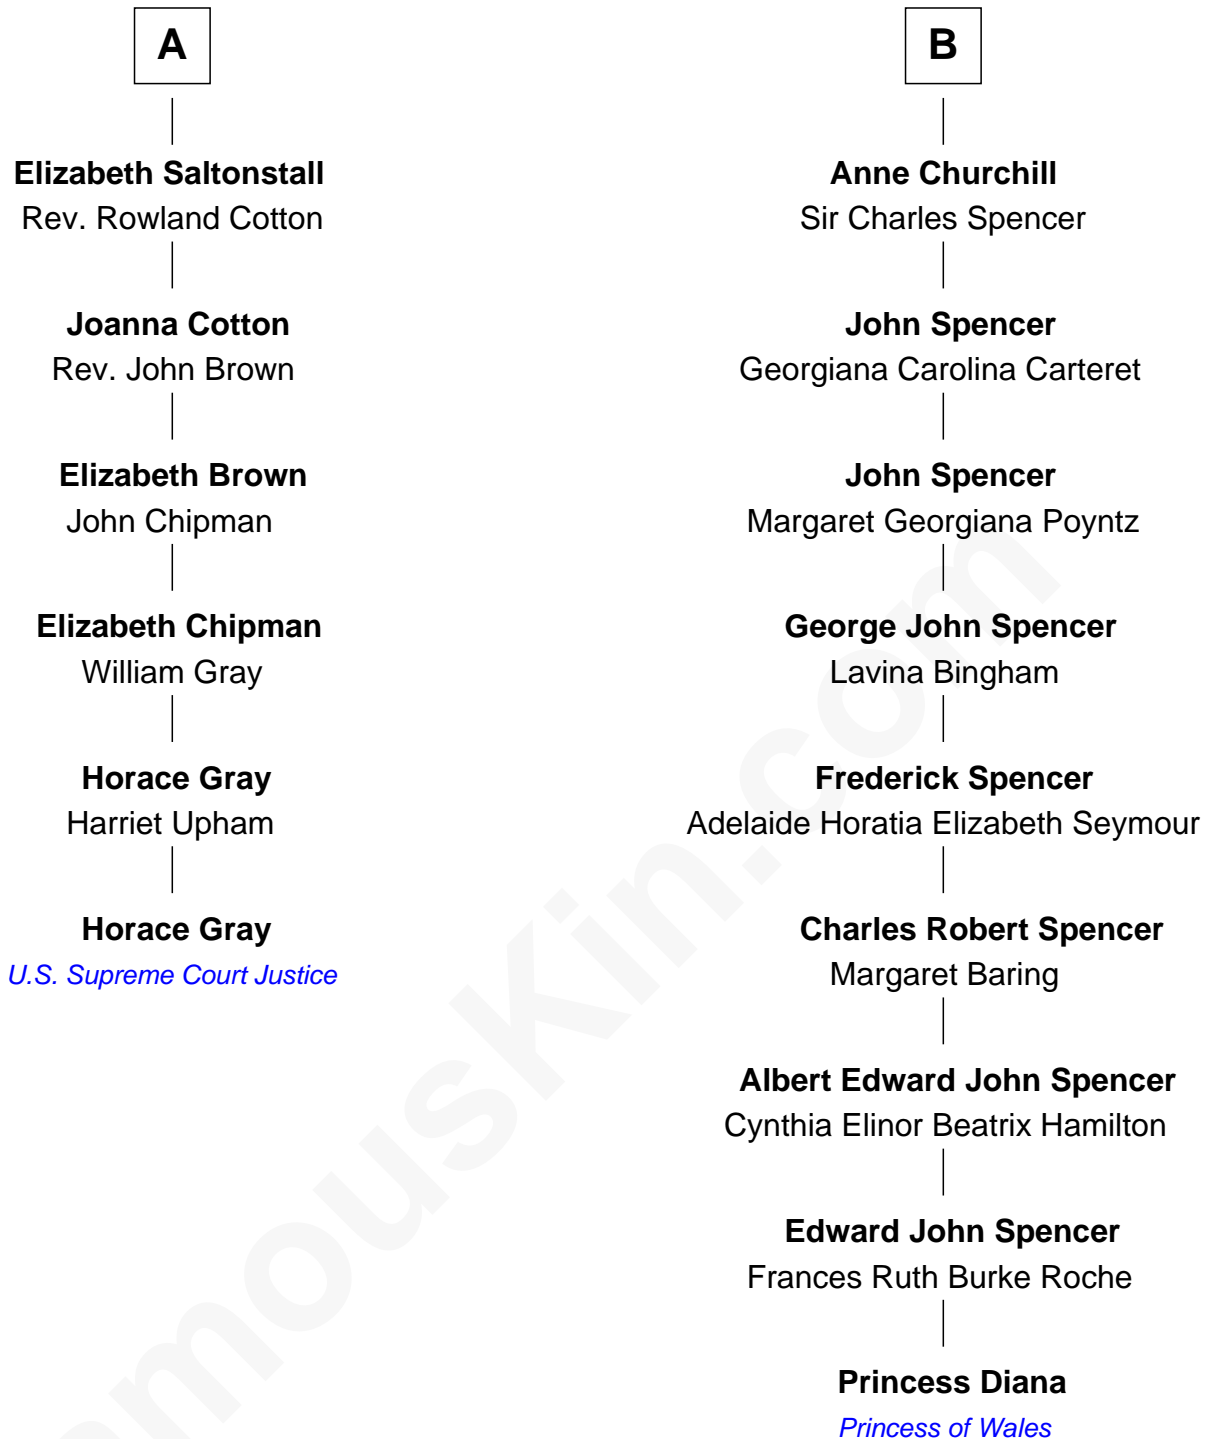 A
Elizabeth Saltonstall
Rev. Rowland Cotton
Joanna Cotton
Rev. John Brown
Elizabeth Brown
John Chipman
Elizabeth Chipman
William Gray
Horace Gray
Harriet Upham
Horace Gray
U.S. Supreme Court Justice
B
Anne Churchill
Sir Charles Spencer
John Spencer
Georgiana Carolina Carteret
John Spencer
Margaret Georgiana Poyntz
George John Spencer
Lavina Bingham
Frederick Spencer
Adelaide Horatia Elizabeth Seymour
Charles Robert Spencer
Margaret Baring
Albert Edward John Spencer
Cynthia Elinor Beatrix Hamilton
Edward John Spencer
Frances Ruth Burke Roche
Princess Diana
Princess of Wales
amousKin.com